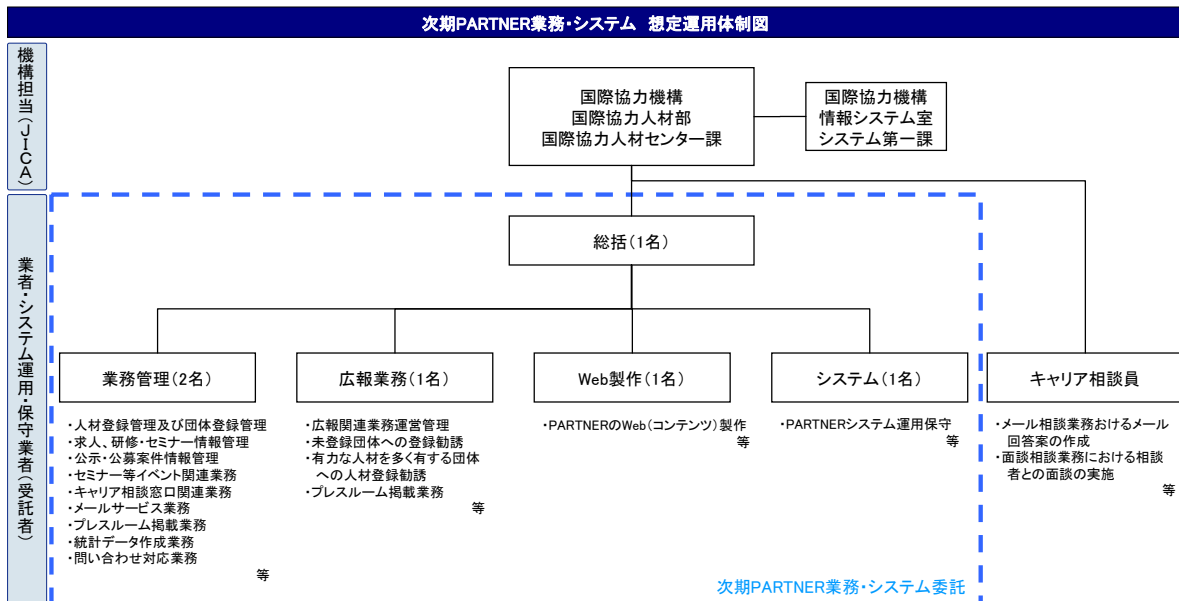 次期PARTNER業務・システム 想定運用体制図
機構担当(JICA)
国際協力機構
国際協力人材部
国際協力人材センター課
国際協力機構
情報システム室
システム第一課
業者・システム運用・保守業者(受託者)
総括(1名)
業務管理(2名)
広報業務(1名)
Web製作(1名)
システム(1名)
キャリア相談員
・人材登録管理及び団体登録管理
・求人、研修・セミナー情報管理
・公示・公募案件情報管理
・セミナー等イベント関連業務
・キャリア相談窓口関連業務
・メールサービス業務
・プレスルーム掲載業務
・統計データ作成業務
・問い合わせ対応業務
等
・広報関連業務運営管理
・未登録団体への登録勧誘
・有力な人材を多く有する団体
への人材登録勧誘
・プレスルーム掲載業務
等
・PARTNERのWeb(コンテンツ)製作
等
・PARTNERシステム運用保守
等
・メール相談業務おけるメール
回答案の作成
・面談相談業務における相談
者との面談の実施
等
次期PARTNER業務・システム委託